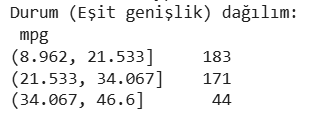 Durum (Eşit genişlik) dağılım:
mpg
(8.962, 21.533]    183
(21.533, 34.067]    171
(34.067, 46.6]    44